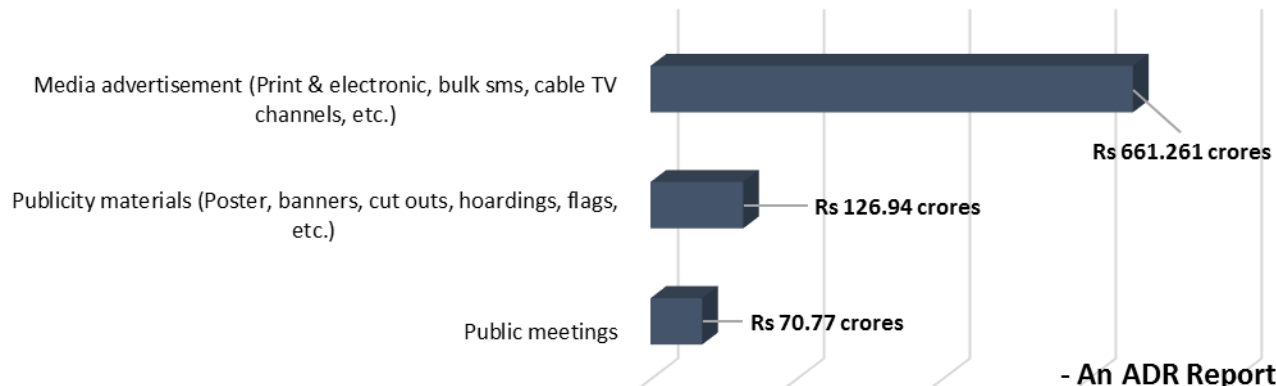 Media advertisement (Print & electronic, bulk sms, cable TV
channels, etc.)
Rs 661.261 crores
Publicity materials (Poster, banners, cut outs, hoardings, flags,
etc.)
Rs 126.94 crores
Public meetings
Rs 70.77 crores
- An ADR Report